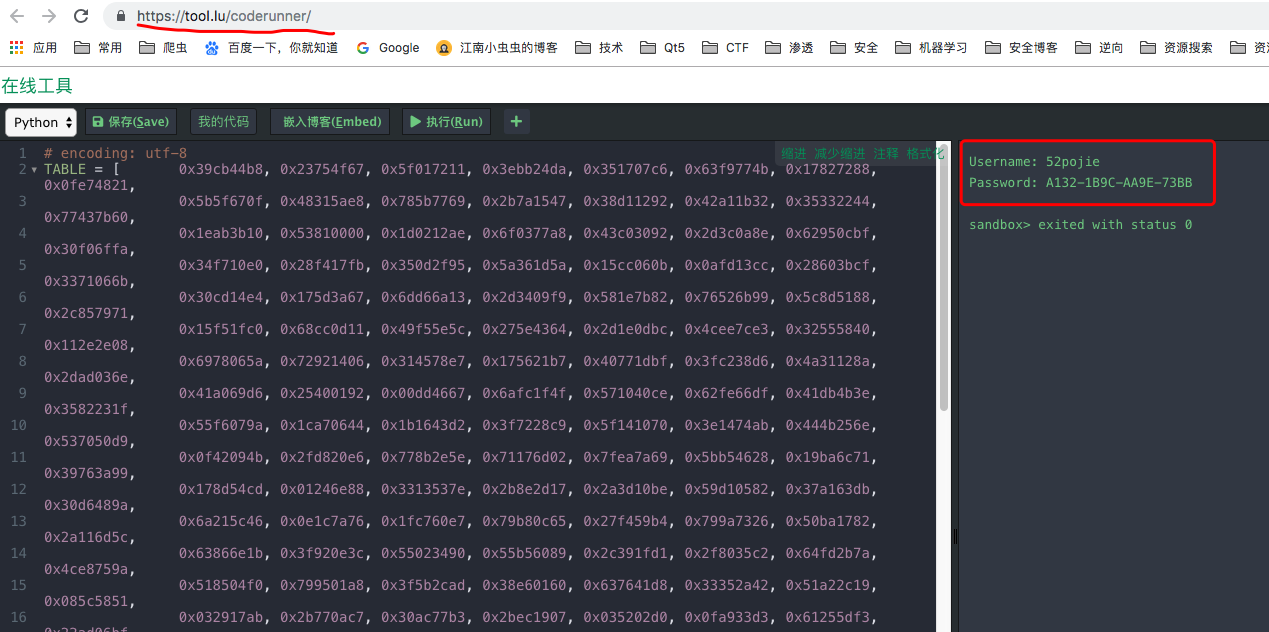 https://tool.lu/coderunner/
应用 常用 爬虫 百度一下,你就知道 Google 江南小虫虫的博客 技术 Qt5 CTF 渗透 安全 机器学习 安全博客 逆向 资源搜索
在线工具
Python 保存(Save) 我的代码 嵌入博客(Embed) 执行(Run) +
缩进 减少缩进 注释 格式化
1 # encoding: utf-8
2 TABLE = [ 0x39cb44b8, 0x23754f67, 0x5f017211, 0x3ebb24da, 0x351707c6, 0x63f9774b, 0x17827288,
0x0fe74821,
3 0x5b5f670f, 0x48315ae8, 0x785b7769, 0x2b7a1547, 0x38d11292, 0x42a11b32, 0x35332244,
0x77437b60,
4 0x1eab3b10, 0x53810000, 0x1d0212ae, 0x6f0377a8, 0x43c03092, 0x2d3c0a8e, 0x62950cbf,
0x30f06ffa,
5 0x34f710e0, 0x28f417fb, 0x350d2f95, 0x5a361d5a, 0x15cc060b, 0x0afd13cc, 0x28603bcf,
0x3371066b,
6 0x30cd14e4, 0x175d3a67, 0x6dd66a13, 0x2d3409f9, 0x581e7b82, 0x76526b99, 0x5c8d5188,
0x2c857971,
7 0x15f51fc0, 0x68cc0d11, 0x49f55e5c, 0x275e4364, 0x2d1e0dbc, 0x4cee7ce3, 0x32555840,
0x112e2e08,
8 0x6978065a, 0x72921406, 0x314578e7, 0x175621b7, 0x40771dbf, 0x3fc238d6, 0x4a31128a,
0x2dad036e,
9 0x41a069d6, 0x25400192, 0x00dd4667, 0x6afc1f4f, 0x571040ce, 0x62fe66df, 0x41db4b3e,
0x3582231f,
10 0x55f6079a, 0x1ca70644, 0x1b1643d2, 0x3f7228c9, 0x5f141070, 0x3e1474ab, 0x444b256e,
0x537050d9,
11 0x0f42094b, 0x2fd820e6, 0x778b2e5e, 0x71176d02, 0x7fea7a69, 0x5bb54628, 0x19ba6c71,
0x39763a99,
12 0x178d54cd, 0x01246e88, 0x3313537e, 0x2b8e2d17, 0x2a3d10be, 0x59d10582, 0x37a163db,
0x30d6489a,
13 0x6a215c46, 0x0e1c7a76, 0x1fc760e7, 0x79b80c65, 0x27f459b4, 0x799a7326, 0x50ba1782,
0x2a116d5c,
14 0x63866e1b, 0x3f920e3c, 0x55023490, 0x55b56089, 0x2c391fd1, 0x2f8035c2, 0x64fd2b7a,
0x4ce8759a,
15 0x518504f0, 0x799501a8, 0x3f5b2cad, 0x38e60160, 0x637641d8, 0x33352a42, 0x51a22c19,
0x085c5851,
16 0x032917ab, 0x2b770ac7, 0x30ac77b3, 0x2bec1907, 0x035202d0, 0x0fa933d3, 0x61255df3,
Username: 52pojie
Password: A132-1B9C-AA9E-73BB
sandbox> exited with status 0